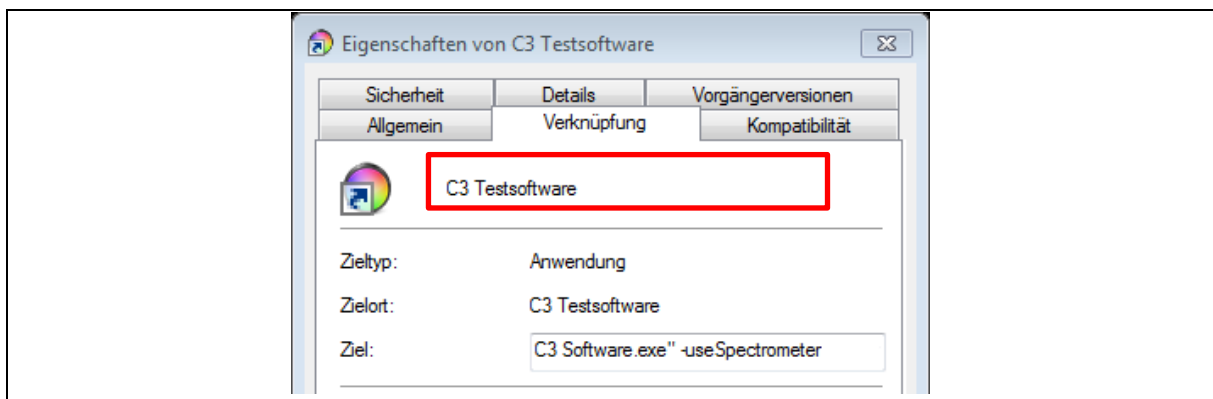 Eigenschaften von C3 Testsoftware
Sicherheit Details Vorgängerversionen
Allgemein Verknüpfung Kompatibilität
C3 Testsoftware
Zieltyp: Anwendung
Zielort: C3 Testsoftware
Ziel: C3 Software.exe" -useSpectrometer